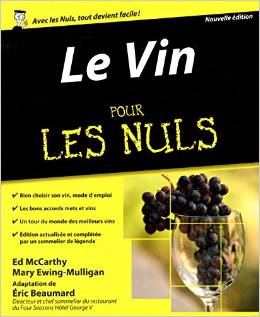 Avec les Nuls, tout devient facile !
Nouvelle édition
Le Vin
POUR
LES NULS
Bien choisir son vin, mode d'emploi
Les bons accords mets et vins
Un tour du monde des meilleurs vins
Édition actualisée et complétée
par un sommelier de légende
Ed McCarthy
Mary Ewing-Mulligan
Adaptation de
Éric Beaumard
Directeur et chef sommelier du restaurant
du Four Seasons Hôtel George V